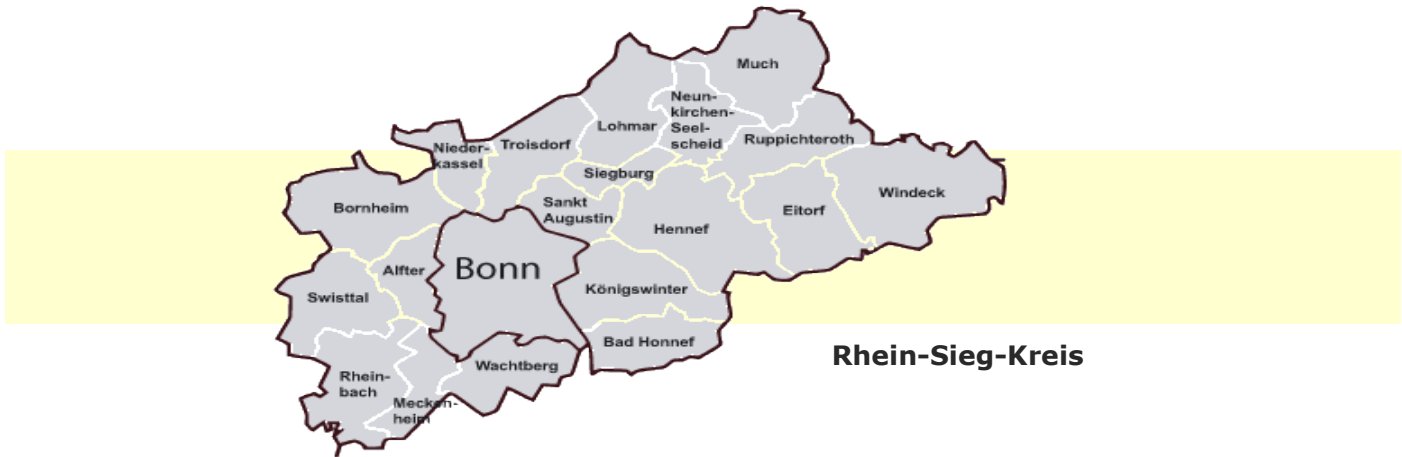 Much
Neun-
kirchen-
Seel-
scheid
Lohmar
Ruppichteroth
Troisdorf
Nieder-
kassel
Siegburg
Windeck
Sankt
Augustin
Bornheim
Eitorf
Hennef
Alfter
Bonn
Königswinter
Swisttal
Bad Honnef
Rhein-Sieg-Kreis
Wachtberg
Rhein-
bach
Mecken-
heim